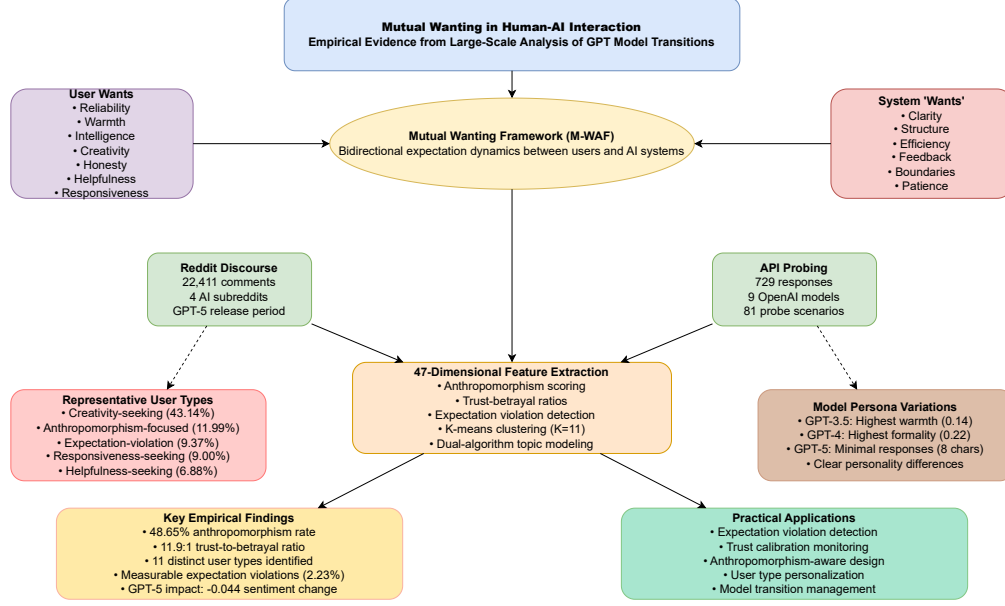 Mutual Wanting in Human-AI Interaction
Empirical Evidence from Large-Scale Analysis of GPT Model Transitions
User Wants
• Reliability
• Warmth
• Intelligence
• Creativity
• Honesty
• Helpfulness
• Responsiveness
Mutual Wanting Framework (M-WAF)
Bidirectional expectation dynamics between users and AI systems
System 'Wants'
• Clarity
• Structure
• Efficiency
• Feedback
• Boundaries
• Patience
Reddit Discourse
22,411 comments
4 AI subreddits
GPT-5 release period
API Probing
729 responses
9 OpenAI models
81 probe scenarios
47-Dimensional Feature Extraction
• Anthropomorphism scoring
• Trust-betrayal ratios
• Expectation violation detection
• K-means clustering (K=11)
• Dual-algorithm topic modeling
Representative User Types
• Creativity-seeking (43.14%)
• Anthropomorphism-focused (11.99%)
• Expectation-violation (9.37%)
• Responsiveness-seeking (9.00%)
• Helpfulness-seeking (6.88%)
Model Persona Variations
• GPT-3.5: Highest warmth (0.14)
• GPT-4: Highest formality (0.22)
• GPT-5: Minimal responses (8 chars)
• Clear personality differences
Key Empirical Findings
• 48.65% anthropomorphism rate
• 11.9:1 trust-to-betrayal ratio
• 11 distinct user types identified
• Measurable expectation violations (2.23%)
• GPT-5 impact: -0.044 sentiment change
Practical Applications
• Expectation violation detection
• Trust calibration monitoring
• Anthropomorphism-aware design
• User type personalization
• Model transition management